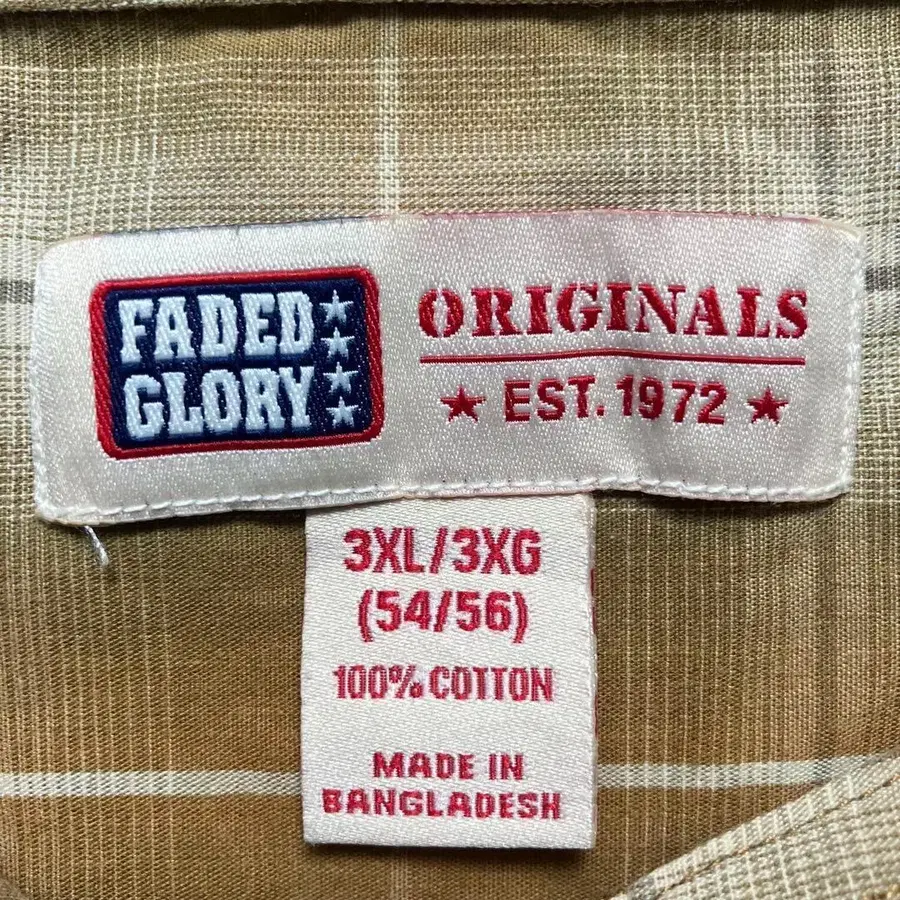 FADED
GLORY
ORIGINALS
EST. 1972
3XL/3XG
(54/56)
100% COTTON
MADE IN
BANGLADESH